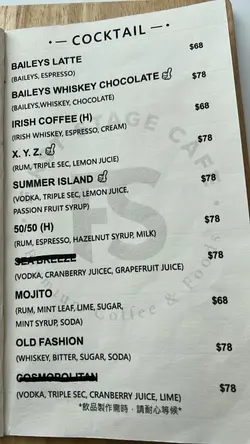 COCKTAIL
BAILEYS LATTE $68
(BAILEYS, ESPRESSO)
BAILEYS WHISKEY CHOCOLATE $78
(BAILEYS,WHISKEY, CHOCOLATE)
IRISH COFFEE (H) $68
(IRISH WHISKEY, ESPRESSO, CREAM)
X. Y. Z. $78
(RUM, TRIPLE SEC, LEMON JUCIE)
SUMMER ISLAND $78
(VODKA, TRIPLE SEC, LEMON JUICE,
PASSION FRUIT SYRUP)
50/50 (H) $78
(RUM, ESPRESSO, HAZELNUT SYRUP, MILK)
SEA BREEZE $78
(VODKA, CRANBERRY JUICEC, GRAPEFRUIT JUICE)
MOJITO $68
(RUM, MINT LEAF, LIME, SUGAR,
MINT SYRUP, SODA)
OLD FASHION $78
(WHISKEY, BITTER, SUGAR, SODA)
COSMOPOLITAN $78
(VODKA, TRIPLE SEC, CRANBERRY JUICE, LIME)
*飲品製作需時，請耐心等候*